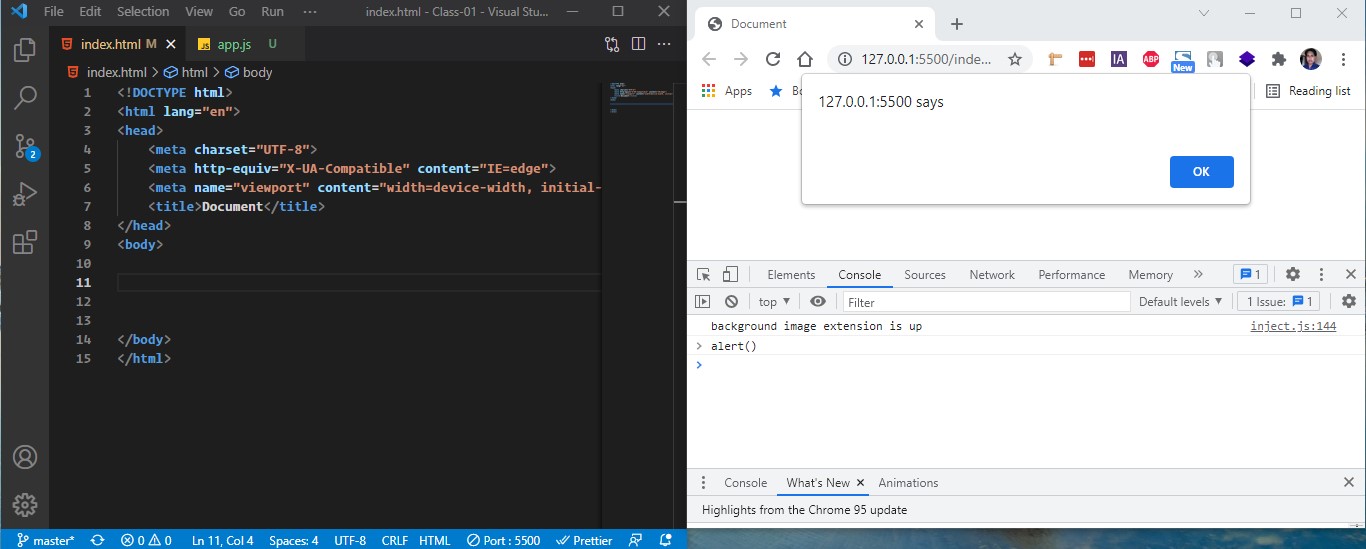 File Edit Selection View Go Run ··· index.html - Class-01 - Visual Stu...
index.html M app.js U
index.html > html > body
1 <!DOCTYPE html>
2 <html lang="en">
3 <head>
4 <meta charset="UTF-8">
5 <meta http-equiv="X-UA-Compatible" content="IE=edge">
6 <meta name="viewport" content="width=device-width, initial-
7 <title>Document</title>
8 </head>
9 <body>
10
11
12
13
14 </body>
15 </html>
2
master* 0 0 Ln 11, Col 4 Spaces: 4 UTF-8 CRLF HTML Port : 5500 Prettier
Document
127.0.0.1:5500/inde... IA ABP New
Apps Reading list
127.0.0.1:5500 says
OK
Elements Console Sources Network Performance Memory » 1
top Filter Default levels 1 Issue: 1
background image extension is up inject.js:144
> alert()
>
Console What's New Animations
Highlights from the Chrome 95 update